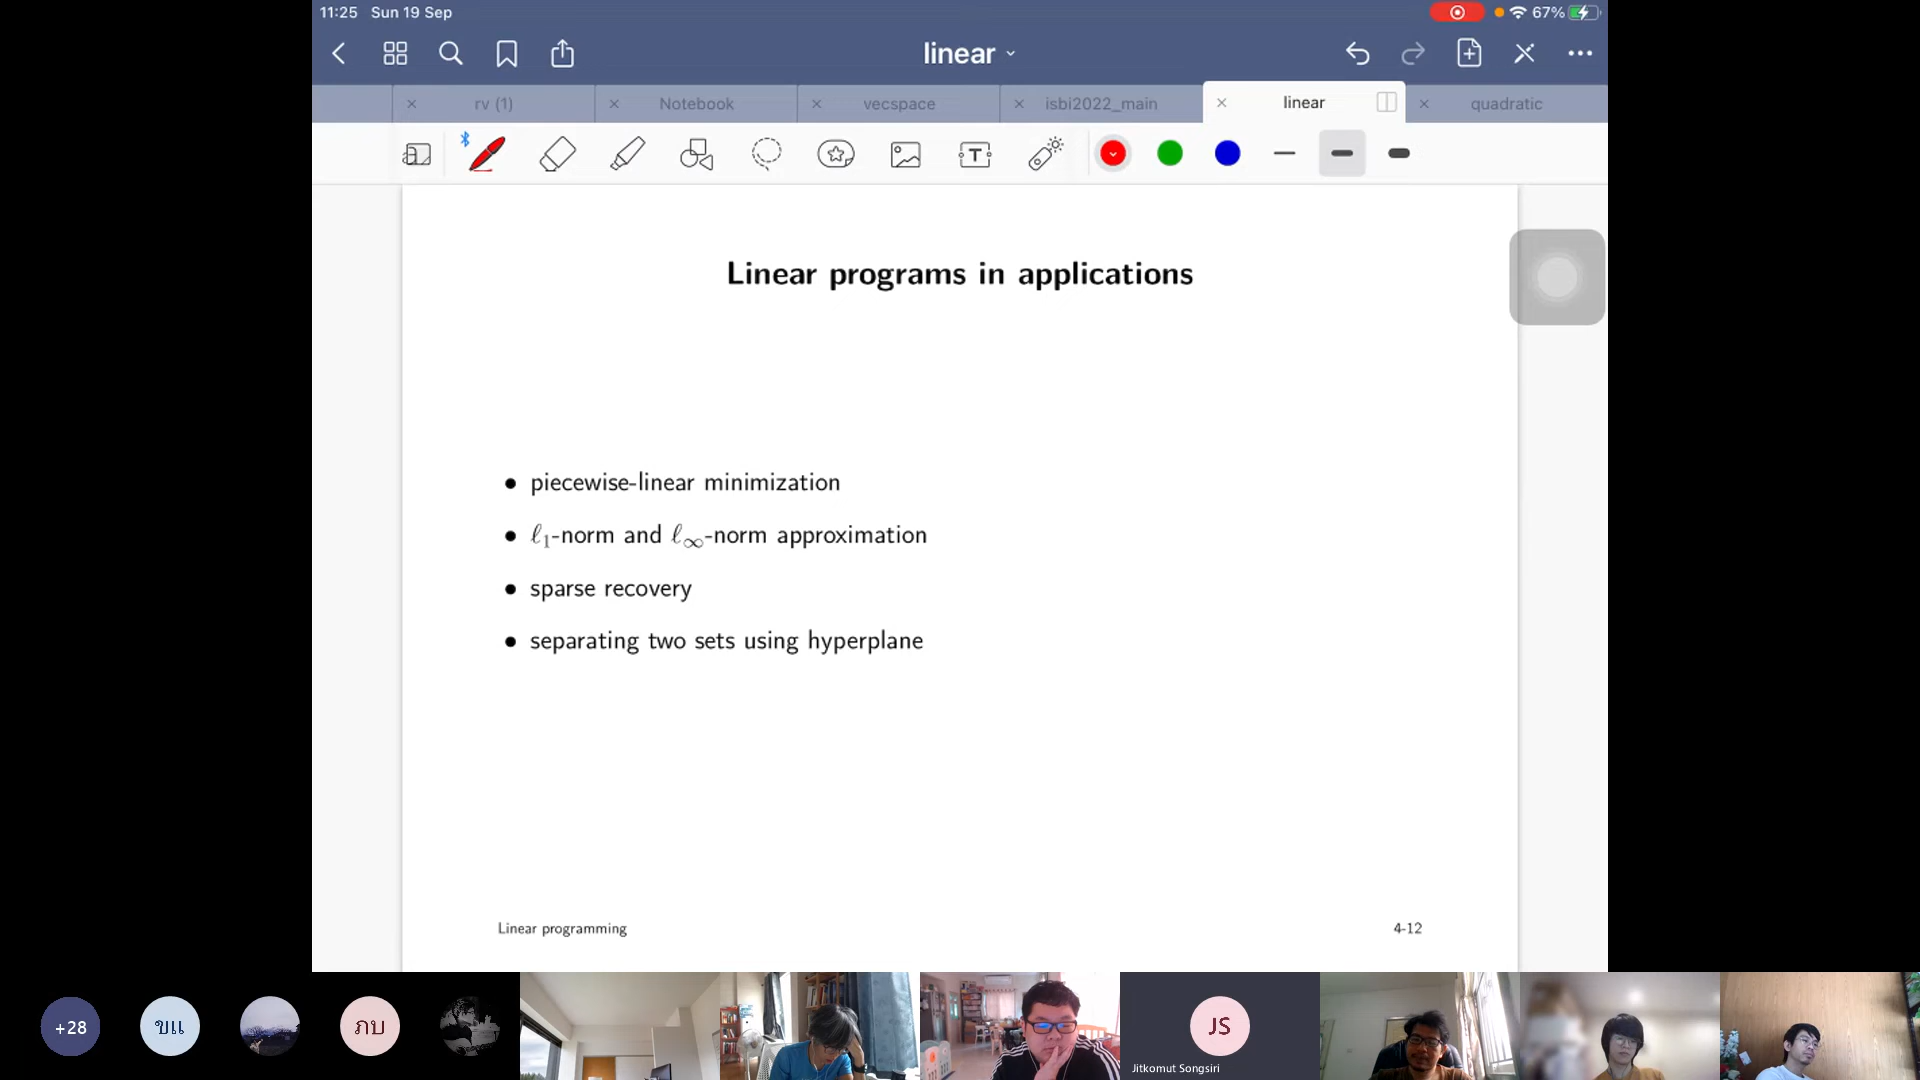 11:25 Sun 19 Sep 67%
linear
rv (1) Notebook vecspace isbi2022_main linear quadratic
Linear programs in applications
• piecewise-linear minimization
• ℓ₁-norm and ℓ∞-norm approximation
• sparse recovery
• separating two sets using hyperplane
Linear programming 4-12
+28 ขแ ภบ JS
Jitkomut Songsiri